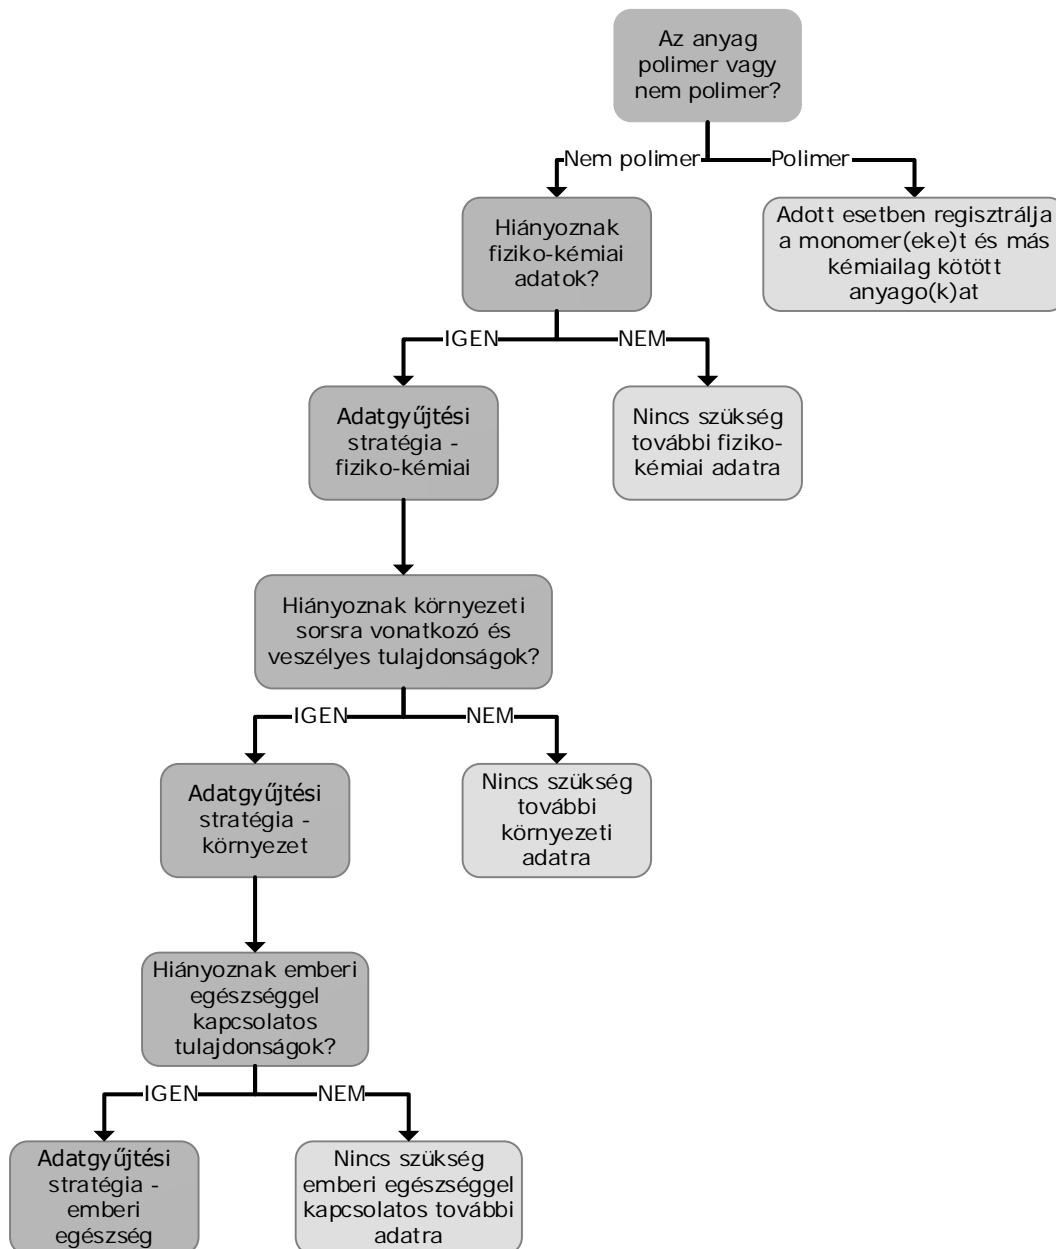 Az anyag
polimer vagy
nem polimer?
Nem polimer
Polimer
Hiányoznak
fiziko-kémiai
adatok?
Adott esetben regisztrálja
a monomer(eke)t és más
kémiailag kötött
anyago(k)at
IGEN
NEM
Adatgyűjtési
stratégia -
fiziko-kémiai
Nincs szükség
további fiziko-
kémiai adatra
Hiányoznak környezeti
sorsra vonatkozó és
veszélyes tulajdonságok?
IGEN
NEM
Adatgyűjtési
stratégia -
környezet
Nincs szükség
további
környezeti
adatra
Hiányoznak emberi
egészséggel
kapcsolatos
tulajdonságok?
IGEN
NEM
Adatgyűjtési
stratégia -
emberi
egészség
Nincs szükség
emberi egészséggel
kapcsolatos további
adatra